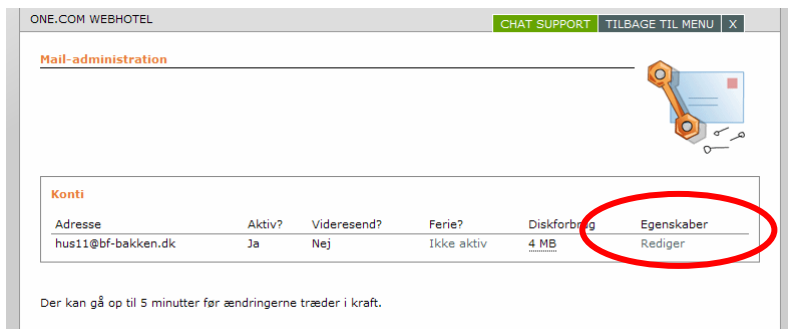 ONE.COM WEBHOTEL
CHAT SUPPORT TILBAGE TIL MENU X
Mail-administration
Konti
Adresse Aktiv? Videresend? Ferie? Diskforbrug Egenskaber
hus11@bf-bakken.dk Ja Nej Ikke aktiv 4 MB Rediger
Der kan gå op til 5 minutter før ændringerne træder i kraft.